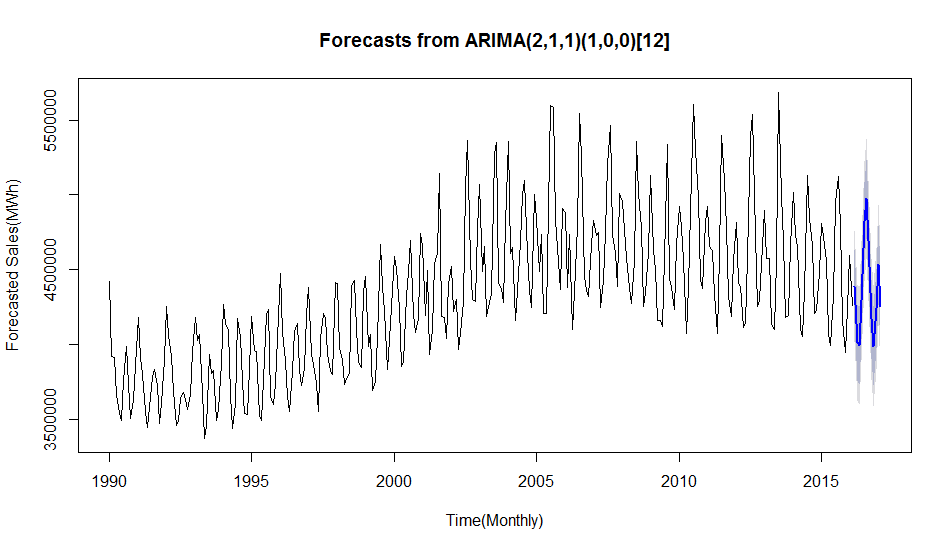 Forecasts from ARIMA(2,1,1)(1,0,0)[12]
Forecasted Sales(MWh)
5500000
4500000
3500000
1990 1995 2000 2005 2010 2015
Time(Monthly)